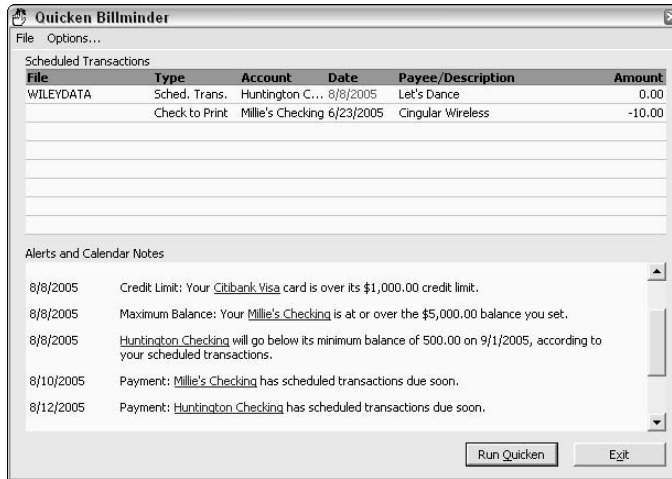 Quicken Billminder
File Options...
Scheduled Transactions
File Type Account Date Payee/Description Amount
WILEYDATA Sched. Trans. Huntington C... 8/8/2005 Let's Dance 0.00
Check to Print Millie's Checking 6/23/2005 Cingular Wireless -10.00
Alerts and Calendar Notes
8/8/2005 Credit Limit: Your Citibank Visa card is over its $1,000.00 credit limit.
8/8/2005 Maximum Balance: Your Millie's Checking is at or over the $5,000.00 balance you set.
8/8/2005 Huntington Checking will go below its minimum balance of 500.00 on 9/1/2005, according to
your scheduled transactions.
8/10/2005 Payment: Millie's Checking has scheduled transactions due soon.
8/12/2005 Payment: Huntington Checking has scheduled transactions due soon.
Run Quicken Exit